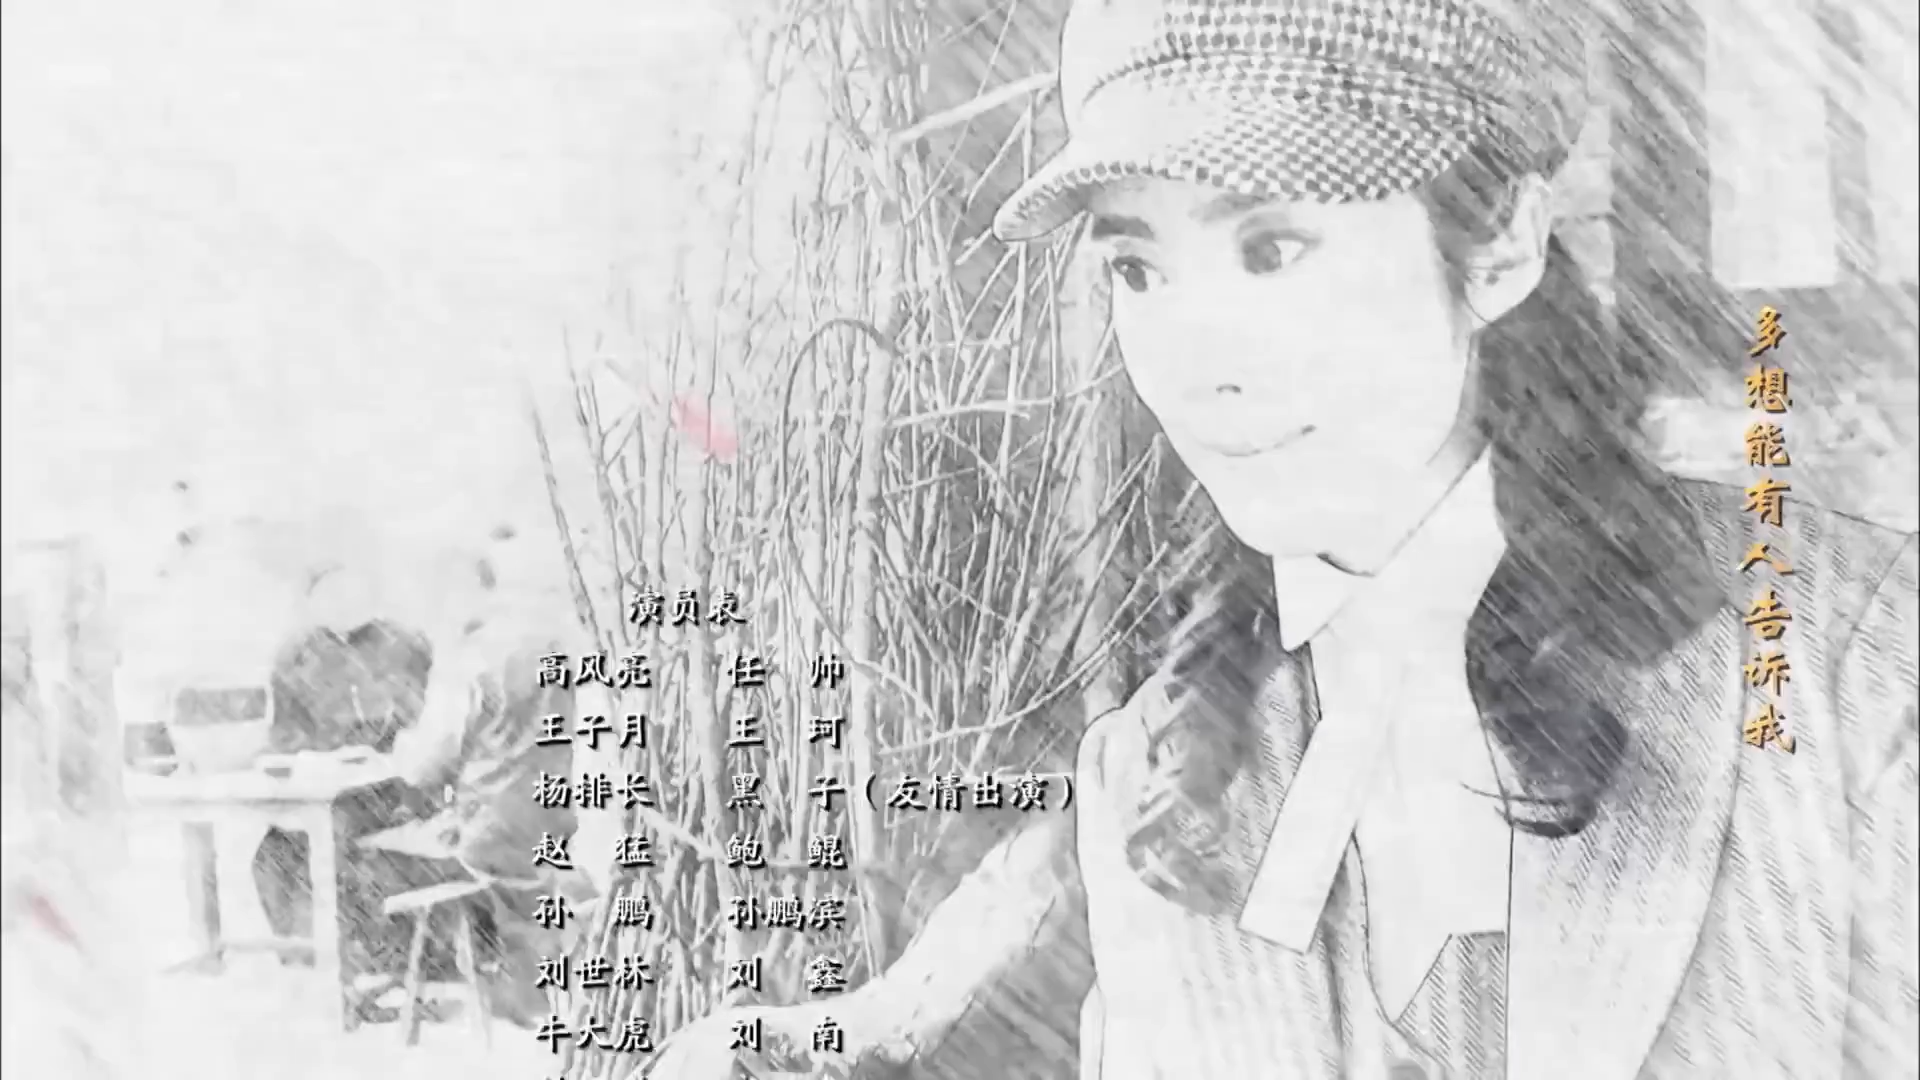 演员表
高风亮 任 帅
王子月 王 珂
杨排长 黑 子（友情出演）
赵 猛 鲍 鲲
孙 鹏 孙鹏滨
刘世林 刘 鑫
牛大虎 刘 南
多想能有人告诉我